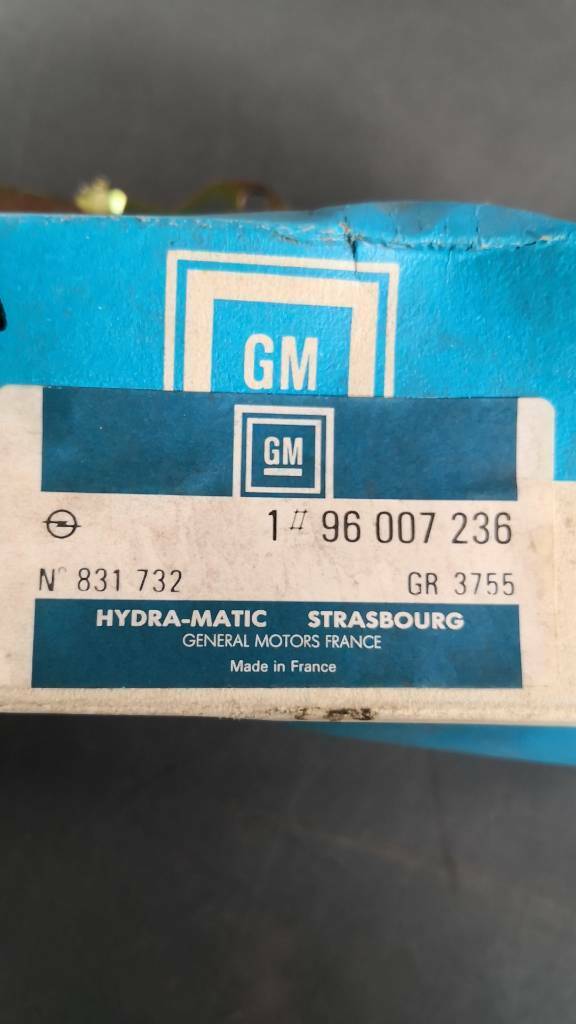 GM
GM
1 # 96 007 236
N° 831 732 GR 3755
HYDRA-MATIC STRASBOURG
GENERAL MOTORS FRANCE
Made in France